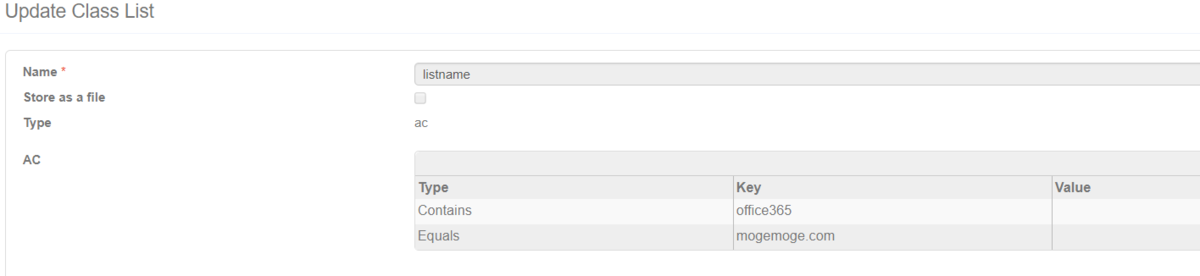 Update Class List
Name *
listname
Store as a file
Type
ac
AC
Type Key Value
Contains office365
Equals mogemoge.com